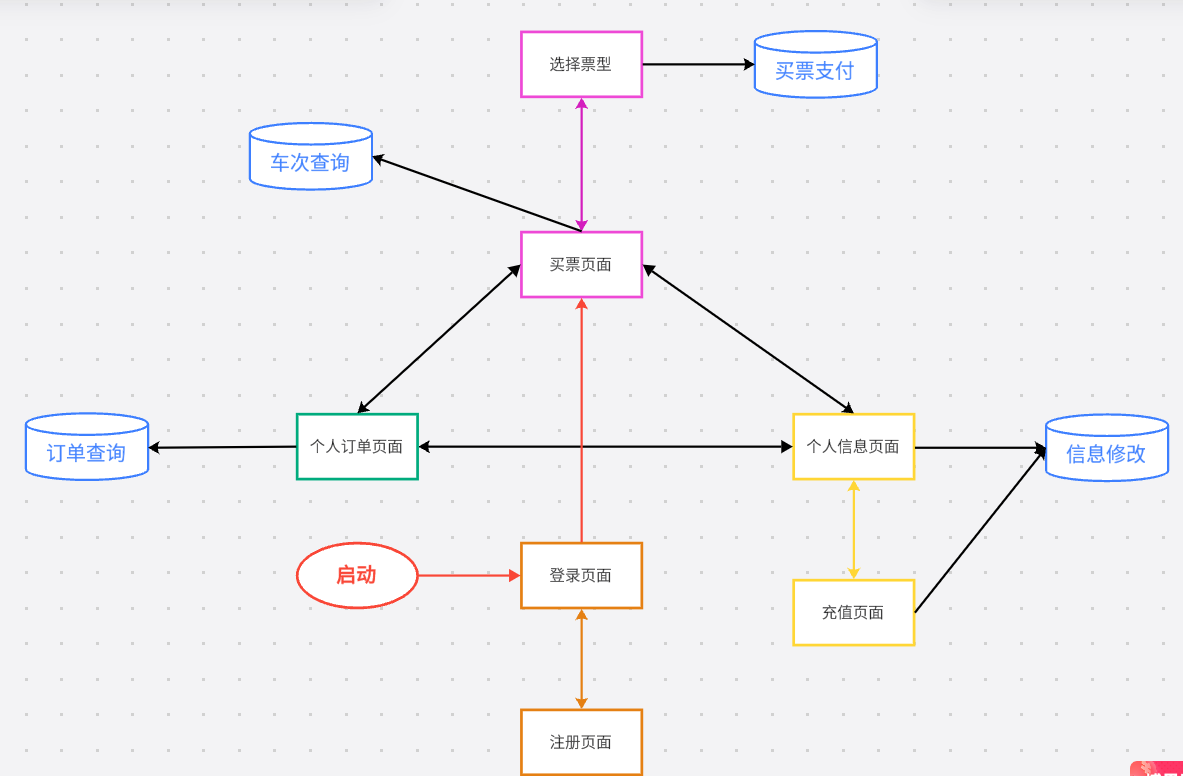 选择票型
买票支付
车次查询
买票页面
订单查询
个人订单页面
个人信息页面
信息修改
启动
登录页面
充值页面
注册页面